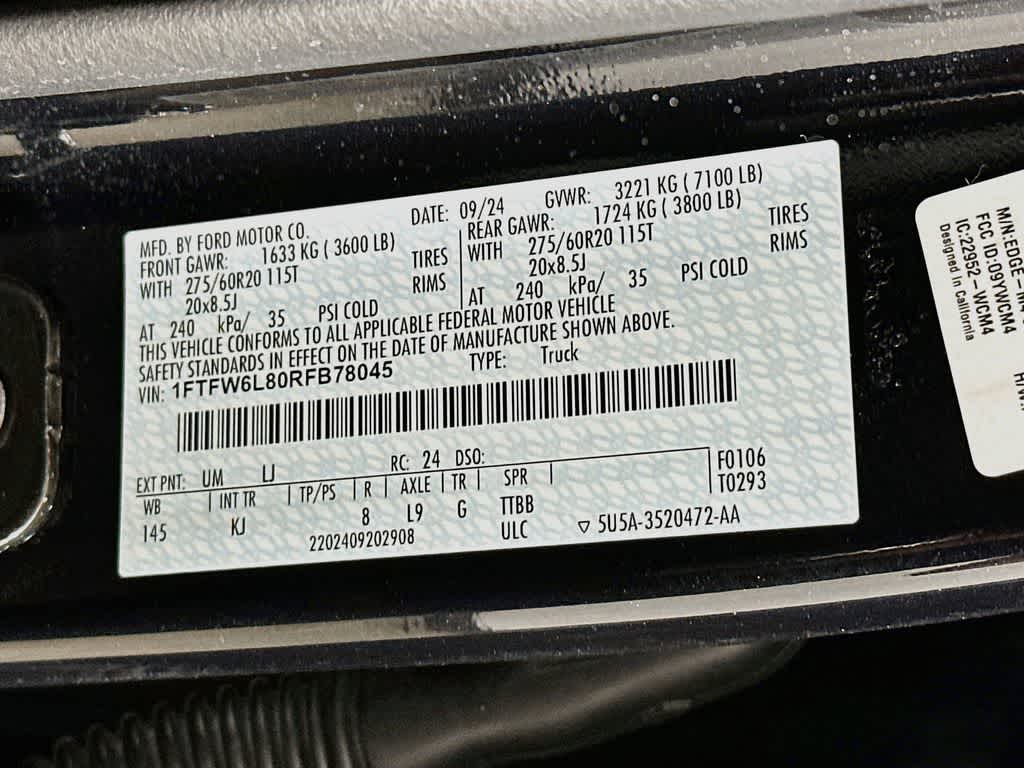 MFD. BY FORD MOTOR CO.
DATE: 09/24
GVWR: 3221 KG ( 7100 LB)
FRONT GAWR: 1633 KG ( 3600 LB)
WITH 275/60R20 115T TIRES
20x8.5J RIMS
AT 240 kPa/ 35 PSI COLD
REAR GAWR: 1724 KG ( 3800 LB)
WITH 275/60R20 115T TIRES
20x8.5J RIMS
AT 240 kPa/ 35 PSI COLD
THIS VEHICLE CONFORMS TO ALL APPLICABLE FEDERAL MOTOR VEHICLE
SAFETY STANDARDS IN EFFECT ON THE DATE OF MANUFACTURE SHOWN ABOVE.
VIN: 1FTFW6L80RFB78045 TYPE: Truck
EXT PNT: UM LJ RC: 24 DSO:
WB INT TR TP/PS R AXLE TR SPR
145 KJ 8 L9 G TTBB
ULC
2202409202908
F0106
T0293
▽ 5U5A-3520472-AA
FCC ID:O9YWCM4
IC:22952-WCM4
Designed in California